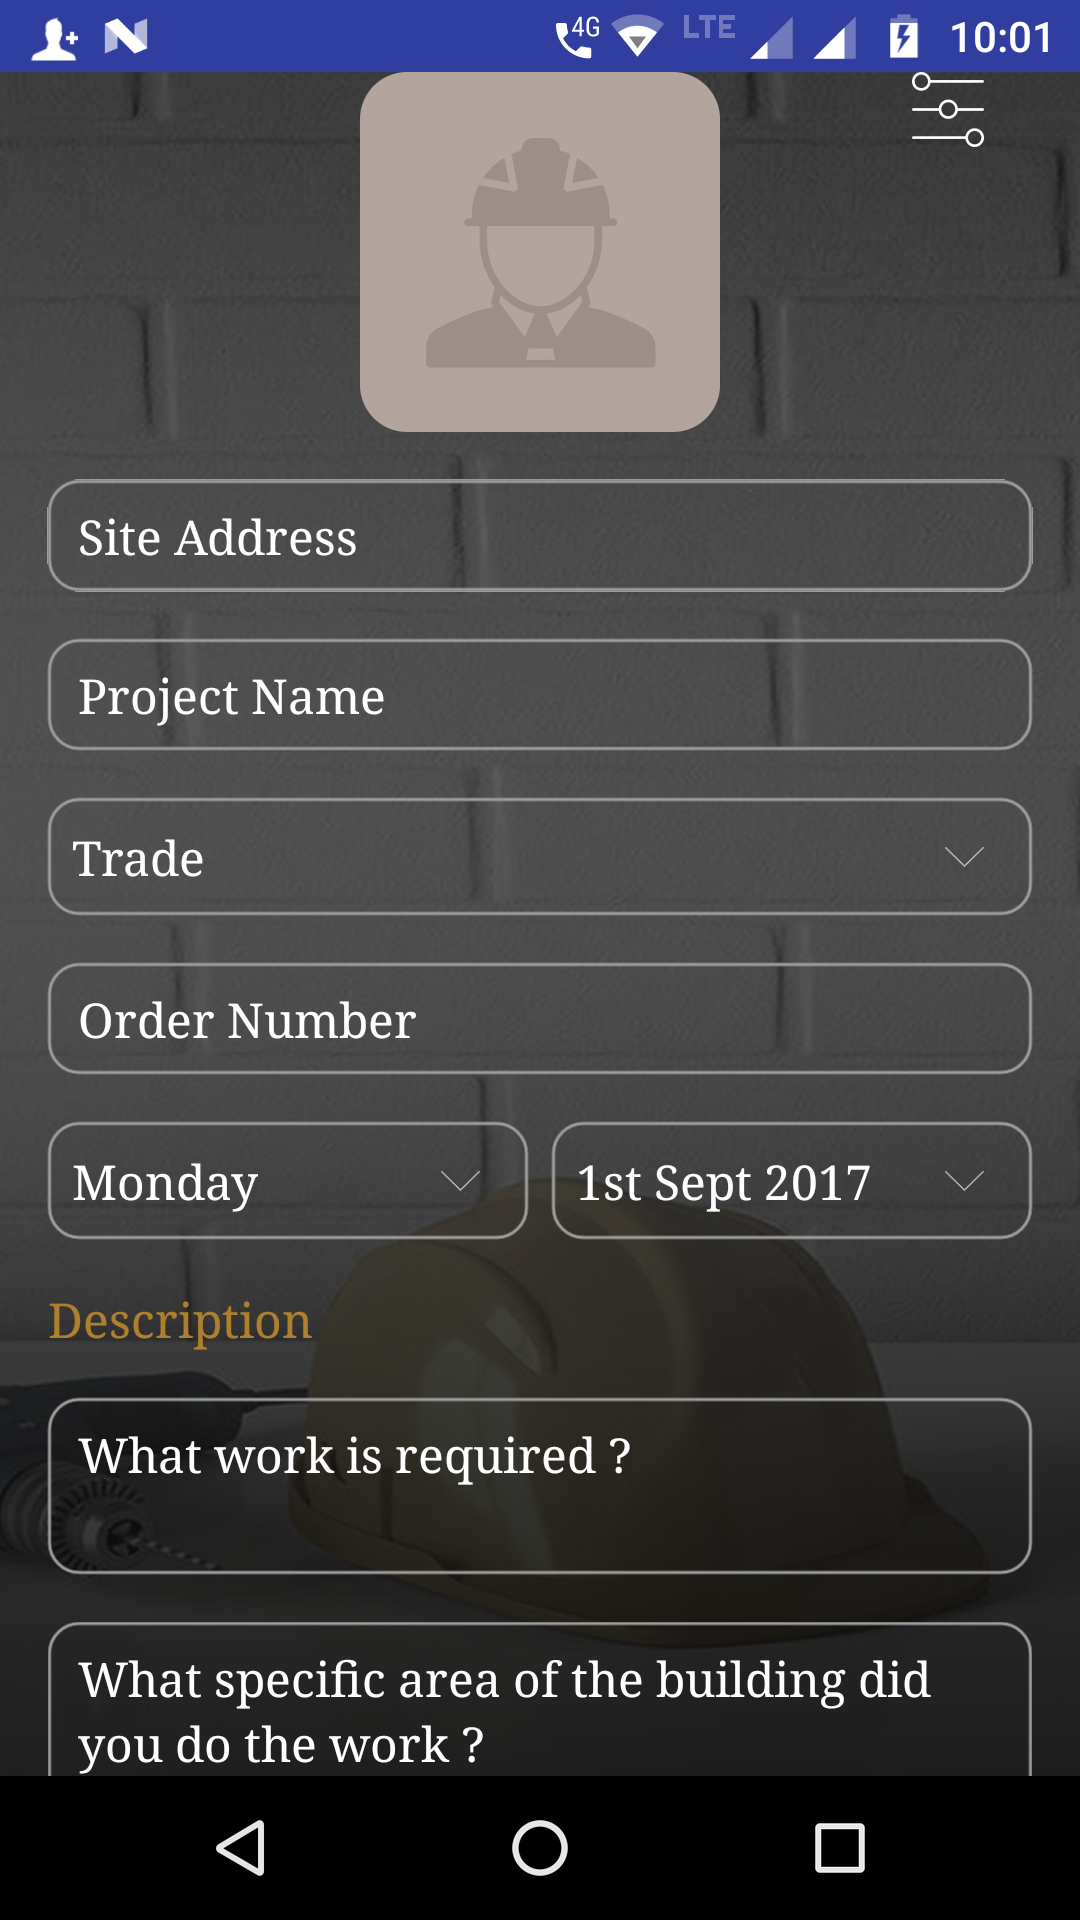 4G LTE 10:01
Site Address
Project Name
Trade
Order Number
Monday 1st Sept 2017
Description
What work is required ?
What specific area of the building did
you do the work ?